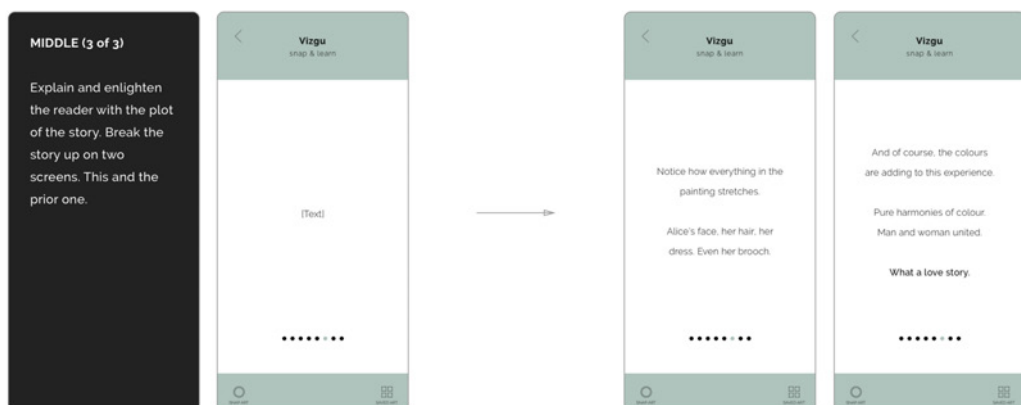 MIDDLE (3 of 3)
Explain and enlighten
the reader with the plot
of the story. Break the
story up on two
screens. This and the
prior one.
Vizgu
snap & learn
[Text]
Vizgu
snap & learn
Notice how everything in the
painting stretches.
Alice's face, her hair, her
dress. Even her brooch.
Vizgu
snap & learn
And of course, the colours
are adding to this experience.
Pure harmonies of colour.
Man and woman united.
What a love story.